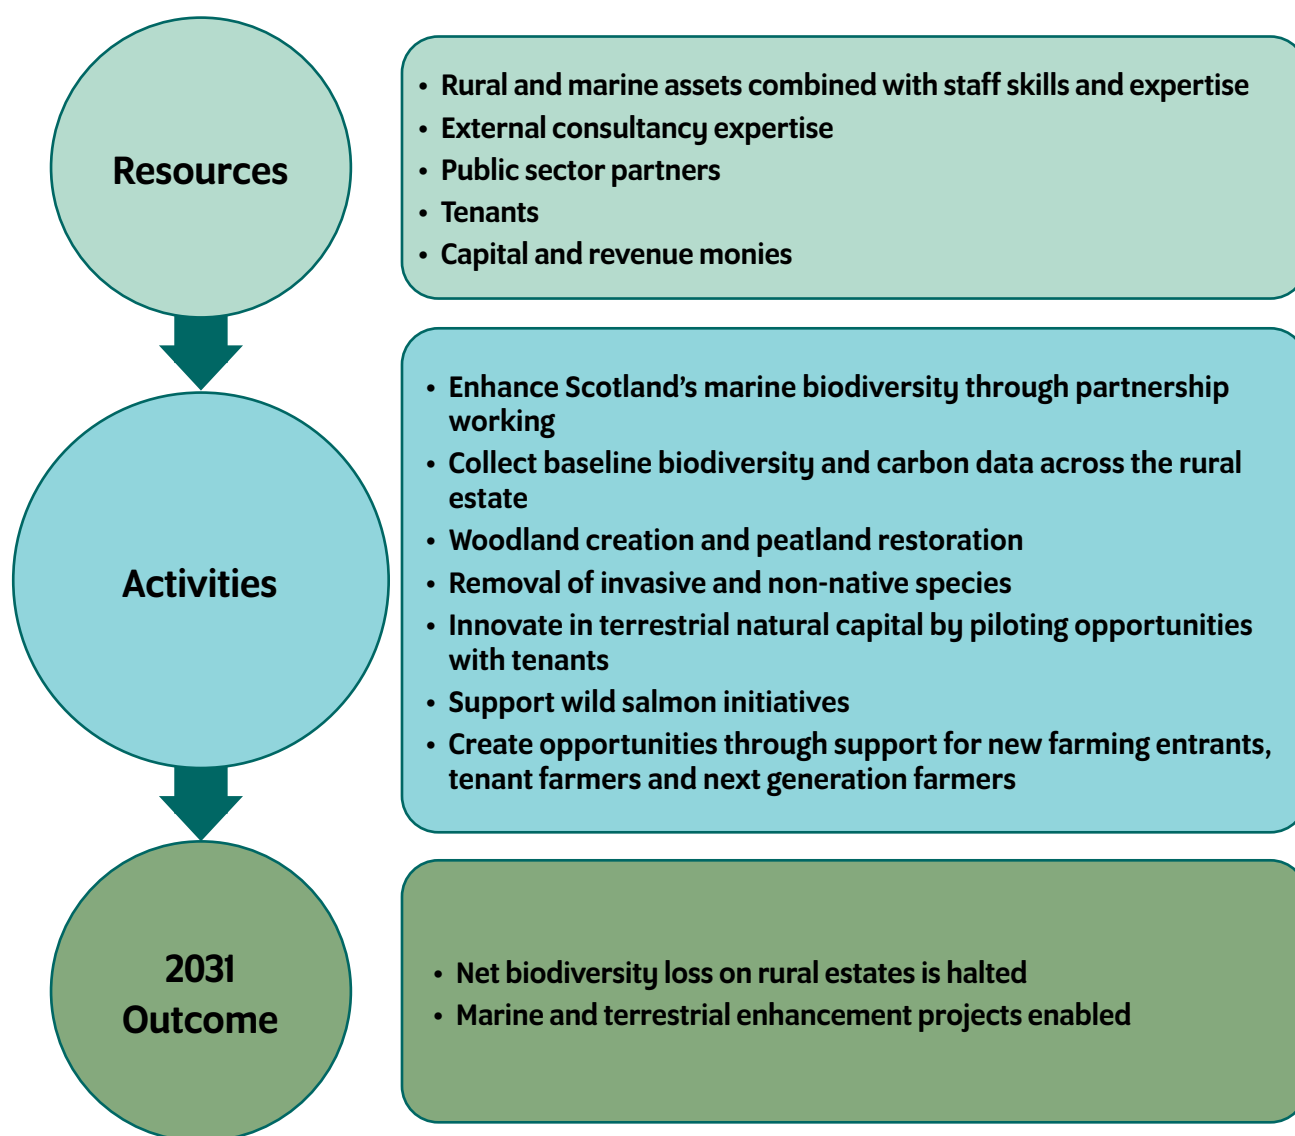 Resources
• Rural and marine assets combined with staff skills and expertise
• External consultancy expertise
• Public sector partners
• Tenants
• Capital and revenue monies
Activities
• Enhance Scotland’s marine biodiversity through partnership
working
• Collect baseline biodiversity and carbon data across the rural
estate
• Woodland creation and peatland restoration
• Removal of invasive and non-native species
• Innovate in terrestrial natural capital by piloting opportunities
with tenants
• Support wild salmon initiatives
• Create opportunities through support for new farming entrants,
tenant farmers and next generation farmers
2031
Outcome
• Net biodiversity loss on rural estates is halted
• Marine and terrestrial enhancement projects enabled